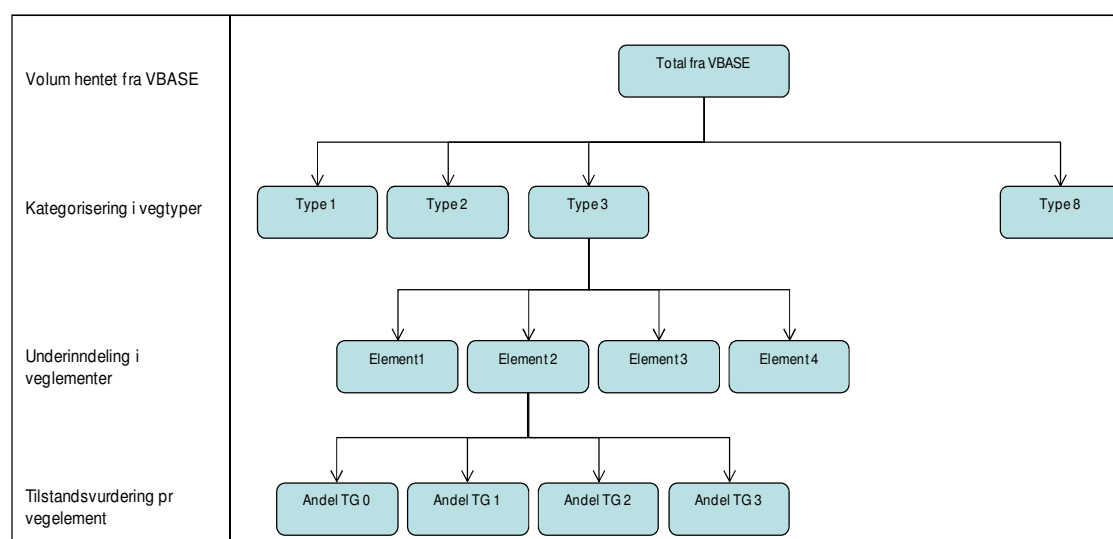 Volum hentet fra VBASE
Total fra VBASE
Kategorisering i vegtyper
Type 1
Type 2
Type 3
Type 8
Underinndeling i
veglementer
Element1
Element 2
Element 3
Element 4
Tilstandsvurdering pr
vegelement
Andel TG 0
Andel TG 1
Andel TG 2
Andel TG 3